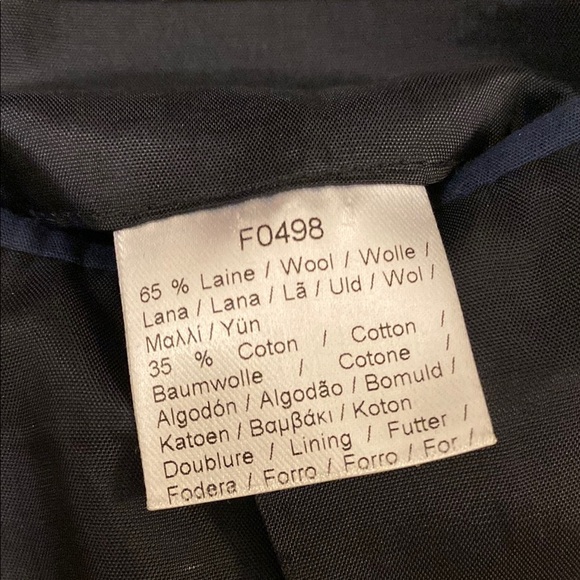 F0498
65 % Laine / Wool / Wolle /
Lana / Lana / Lã / Uld / Wol /
Μαλλί / Yün
35 % Coton / Cotton /
Baumwolle / Cotone /
Algodón / Algodão / Bomuld /
Katoen / Βαμβάκι / Koton
Doublure / Lining / Futter /
Fodera / Forro / Forro / For /